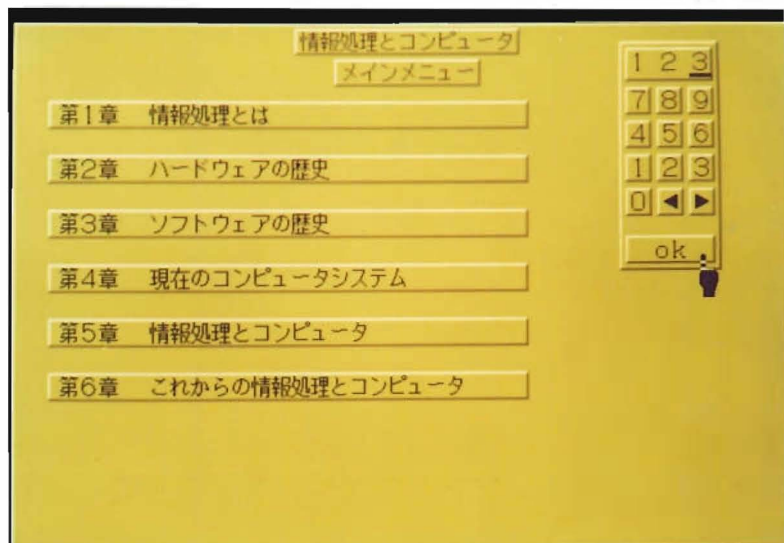 情報処理とコンピュータ
メインメニュー
第1章 情報処理とは
第2章 ハードウェアの歴史
第3章 ソフトウェアの歴史
第4章 現在のコンピュータシステム
第5章 情報処理とコンピュータ
第6章 これからの情報処理とコンピュータ
1 2 3
7 8 9
4 5 6
1 2 3
0 ◀ ▶
ok